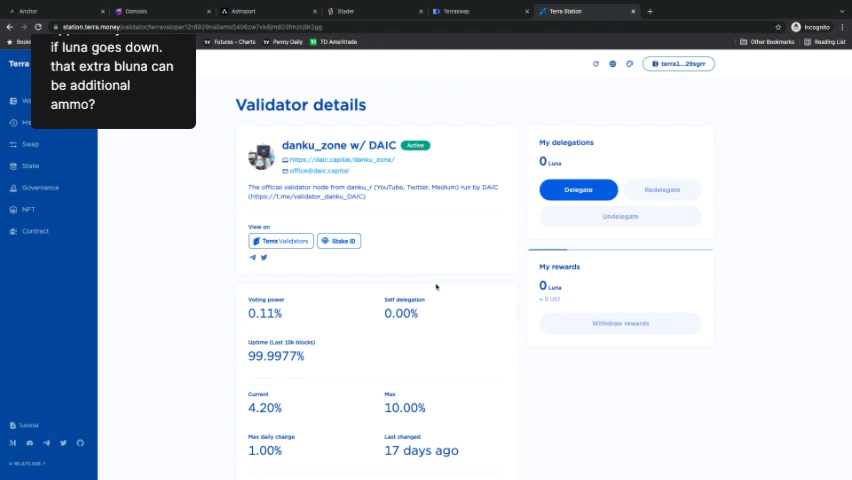 Anchor
Osmosis
Astroport
Stader
Terraswap
Terra Station
Incognito
Futures - Charts
Penny Daily
TD Ameritrade
Other Bookmarks
Reading List
if luna goes down.
that extra bluna can
be additional
ammo?
Terra
terra1...29sgrr
Swap
Stake
Governance
NFT
Contract
Tutorial
Validator details
danku_zone w/ DAIC
Active
https://daic.capital/danku_zone/
office@daic.capital
The official validator node from danku_r (YouTube, Twitter, Medium) run by DAIC
(https://t.me/validator_danku_DAIC)
View on
Terra Validators
Stake ID
Voting power
0.11%
Self delegation
0.00%
Uptime (Last 10k blocks)
99.9977%
Current
4.20%
Max
10.00%
Max daily change
1.00%
Last changed
17 days ago
My delegations
0 Luna
Delegate
Redelegate
Undelegate
My rewards
0 Luna
≈ 0 UST
Withdraw rewards